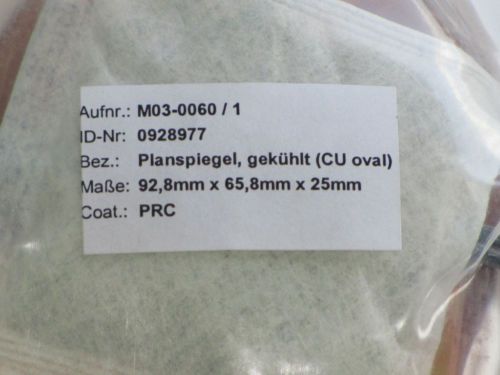 Aufnr.: M03-0060 / 1
ID-Nr: 0928977
Bez.: Planspiegel, gekühlt (CU oval)
Maße: 92,8mm x 65,8mm x 25mm
Coat.: PRC